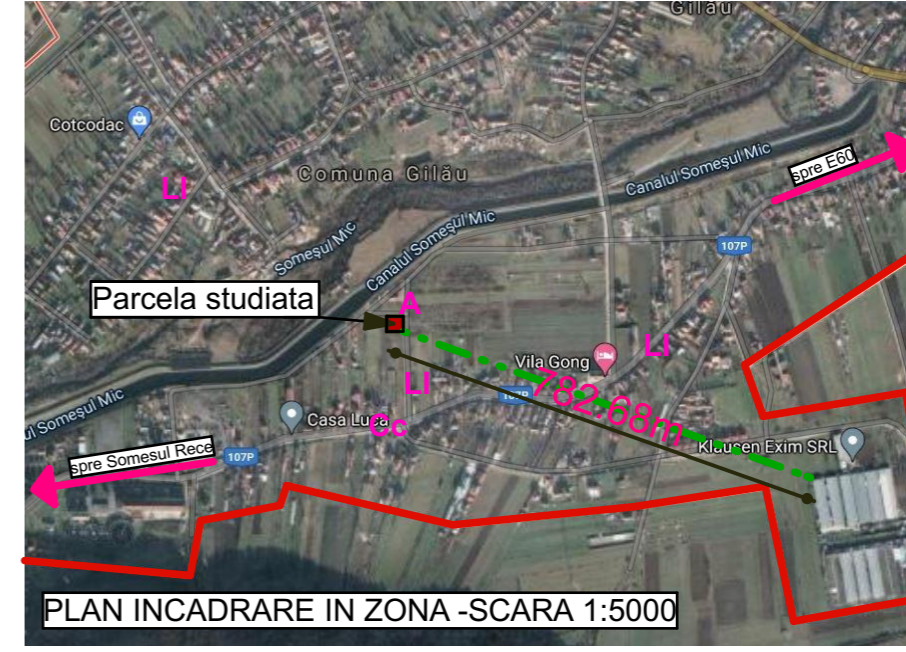 Gilău
Cotcodac
LI
Comuna Gilău
Canalul Someșul Mic
spre E60
Someșul Mic
Canalul Someșul Mic
107P
Parcela studiata
A
LI
Vila Gong
LI
107P
782.68m
Casa Luca
Cc
Klausen Exim SRL
ul Someșul Mic
spre Somesul Rece
107P
PLAN INCADRARE IN ZONA -SCARA 1:5000